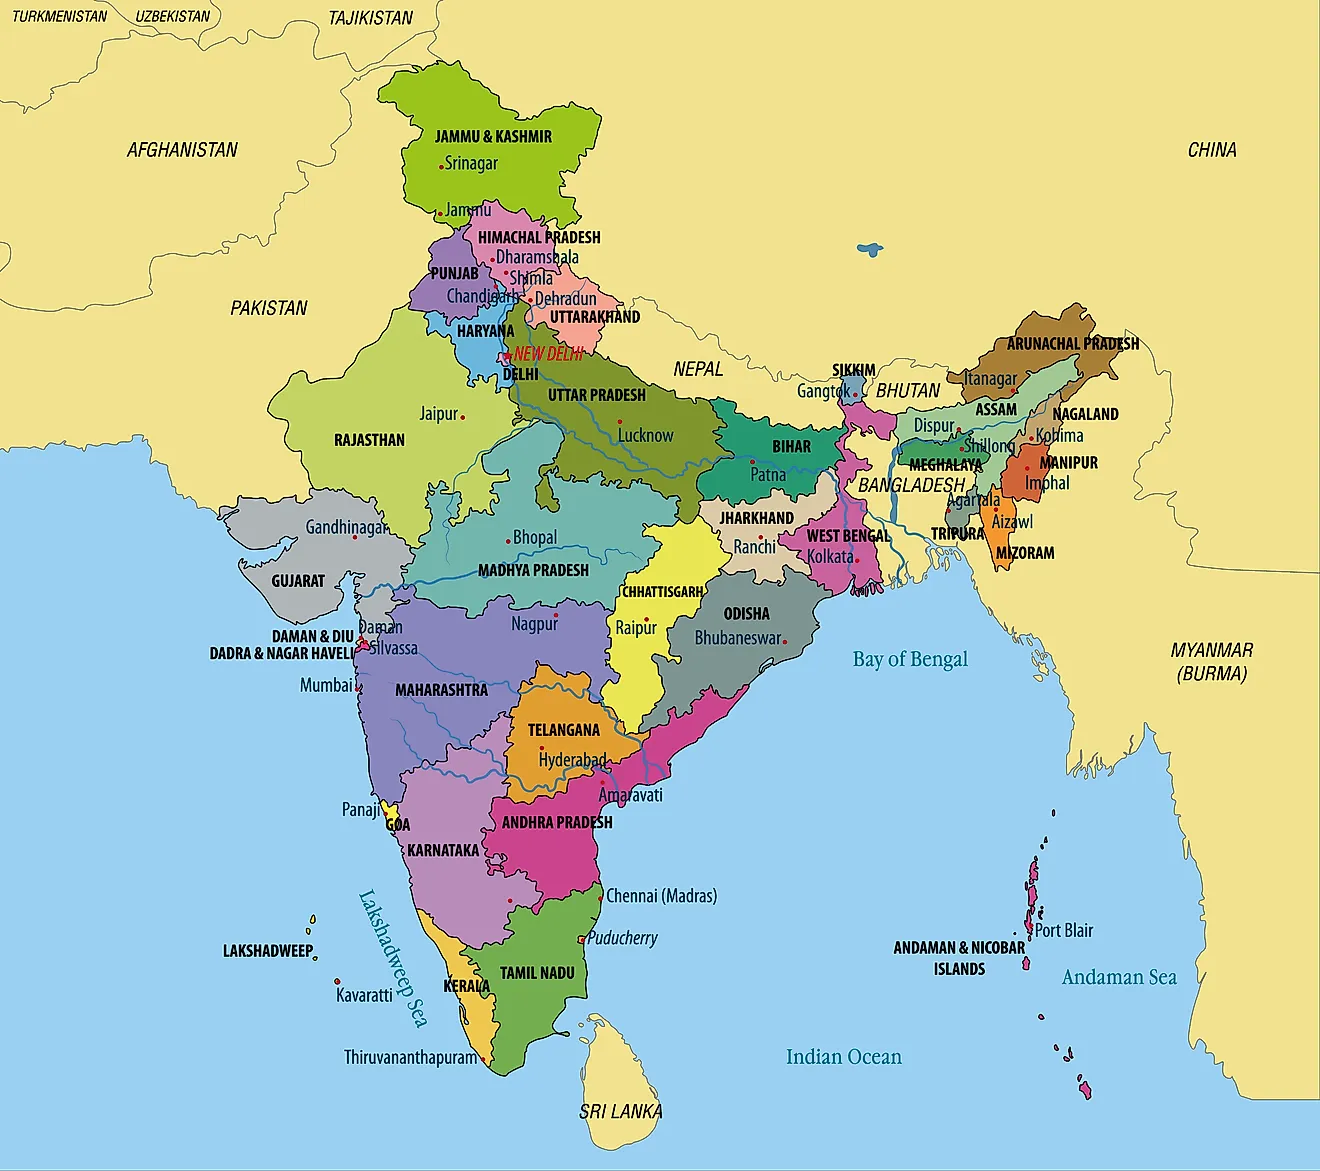 TURKMENISTAN
UZBEKISTAN
TAJIKISTAN
JAMMU & KASHMIR
AFGHANISTAN
CHINA
Srinagar
Jammu
HIMACHAL PRADESH
Dharamshala
PUNJAB
Shimla
Chandigarh
Dehradun
PAKISTAN
UTTARAKHAND
HARYANA
ARUNACHAL PRADESH
NEW DELHI
NEPAL
SIKKIM
DELHI
Itanagar
Gangtok
BHUTAN
UTTAR PRADESH
ASSAM
Jaipur
NAGALAND
Dispur
Lucknow
Kohima
RAJASTHAN
BIHAR
Shillong
MEGHALAYA
MANIPUR
Patna
BANGLADESH
Imphal
Agartala
JHARKHAND
Aizawl
Gandhinagar
TRIPURA
WEST BENGAL
Bhopal
Ranchi
MIZORAM
Kolkata
MADHYA PRADESH
GUJARAT
CHHATTISGARH
ODISHA
Nagpur
Raipur
Daman
DAMAN & DIU
Bhubaneswar
Silvassa
DADRA & NAGAR HAVELI
MYANMAR
(BURMA)
Bay of Bengal
Mumbai
MAHARASHTRA
TELANGANA
Hyderabad
Amaravati
Panaji
GOA
ANDHRA PRADESH
KARNATAKA
Chennai (Madras)
Lakshadweep Sea
Port Blair
Puducherry
ANDAMAN & NICOBAR
ISLANDS
LAKSHADWEEP
TAMIL NADU
Andaman Sea
KERALA
Kavaratti
Thiruvananthapuram
Indian Ocean
SRI LANKA